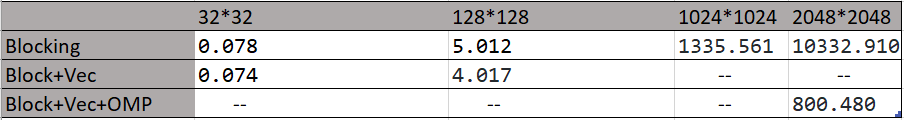 32*32 128*128 1024*1024 2048*2048
Blocking 0.078 5.012 1335.561 10332.910
Block+Vec 0.074 4.017 -- --
Block+Vec+OMP -- -- -- 800.480